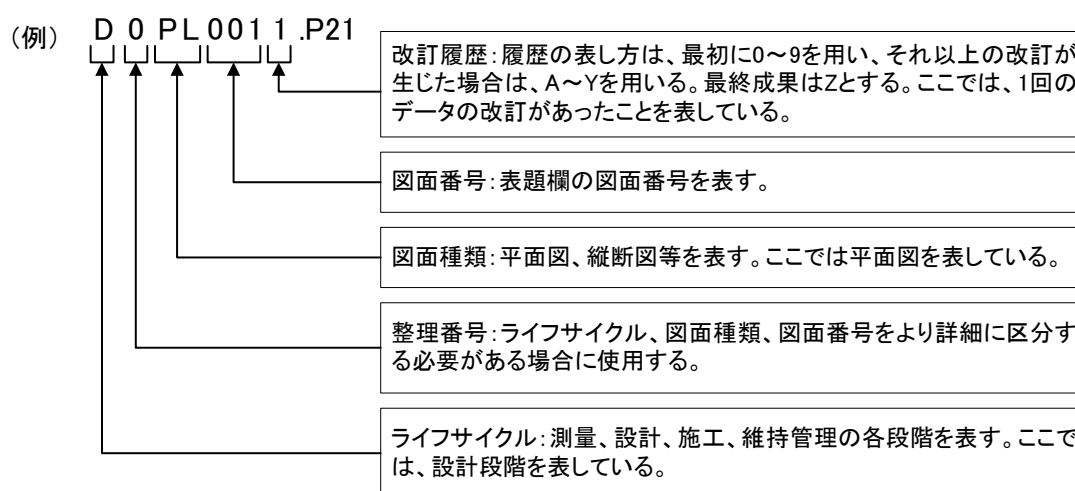 (例) D0PL0011.P21
改訂履歴:履歴の表し方は、最初に0~9を用い、それ以上の改訂が
生じた場合は、A~Yを用いる。最終成果はZとする。ここでは、1回の
データの改訂があったことを表している。
図面番号:表題欄の図面番号を表す。
図面種類:平面図、縦断図等を表す。ここでは平面図を表している。
整理番号:ライフサイクル、図面種類、図面番号をより詳細に区分す
る必要がある場合に使用する。
ライフサイクル:測量、設計、施工、維持管理の各段階を表す。ここで
は、設計段階を表している。